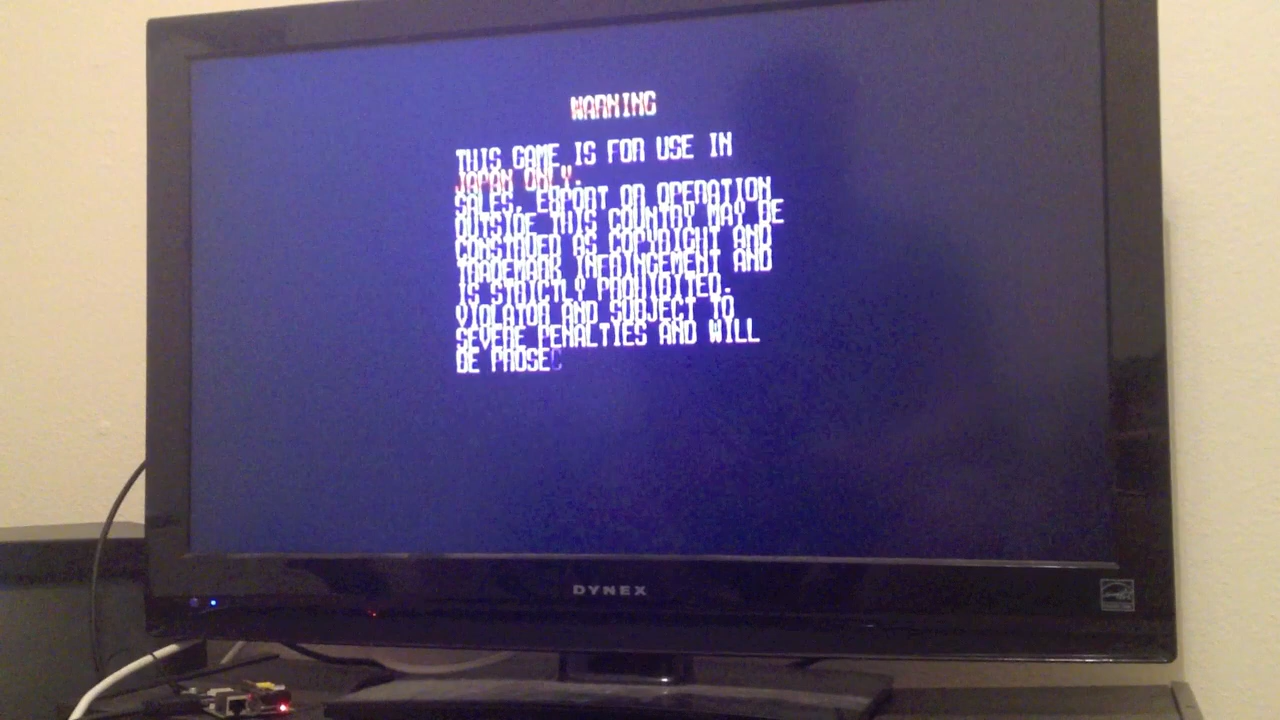 WARNING
THIS GAME IS FOR USE IN
JAPAN ONLY.
SALES, EXPORT OR OPERATION
OUTSIDE THIS COUNTRY MAY BE
CONSIDRED AS COPYRIGHT AND
TRADEMARK INFRINGEMENT AND
IS STRICTLY PROHIBITED.
VIOLATOR AND SUBJECT TO
SEVERE PENALTIES AND WILL
BE PROSEC
DYNEX